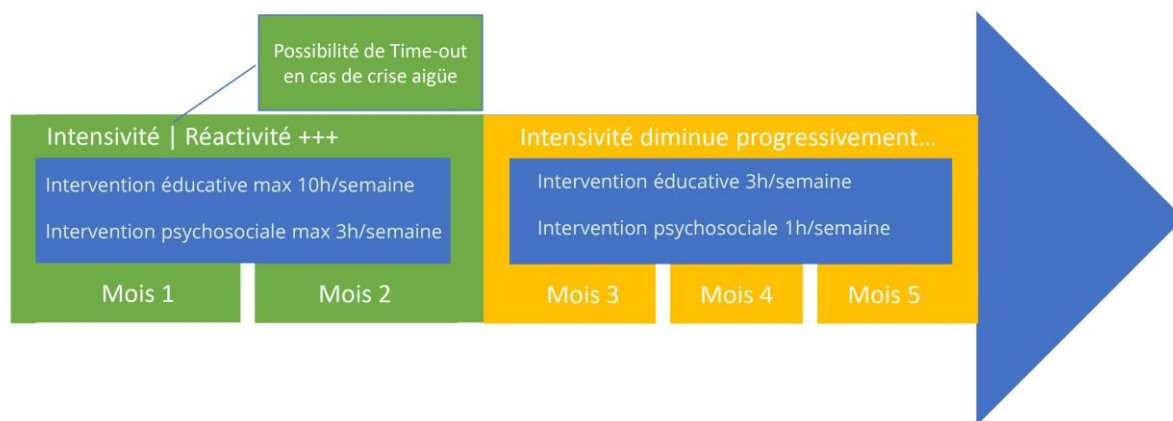 Possibilité de Time-out
en cas de crise aigüe
Intensivité | Réactivité +++
Intervention éducative max 10h/semaine
Intervention psychosociale max 3h/semaine
Mois 1
Mois 2
Intensivité diminue progressivement…
Intervention éducative 3h/semaine
Intervention psychosociale 1h/semaine
Mois 3
Mois 4
Mois 5